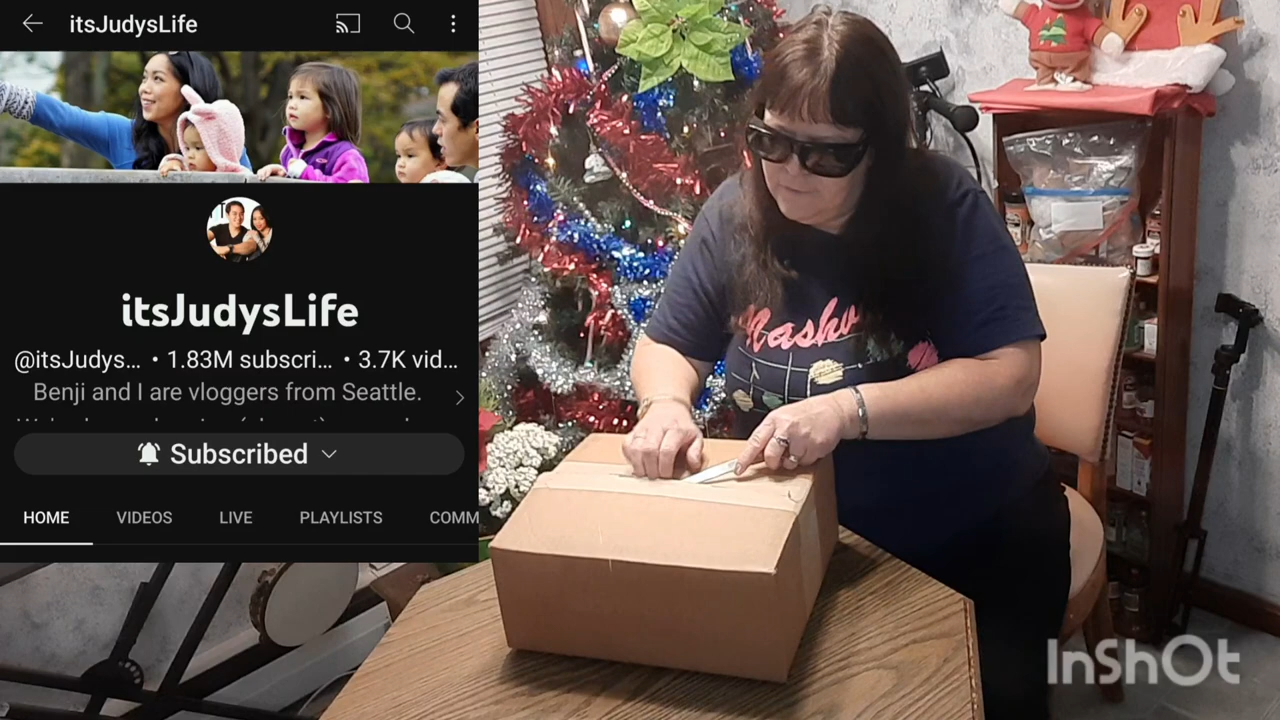 itsJudysLife
itsJudysLife
@itsJudys... • 1.83M subscri... • 3.7K vid...
Benji and I are vloggers from Seattle.
Subscribed
HOME VIDEOS LIVE PLAYLISTS COMM
Nashv
InShOt